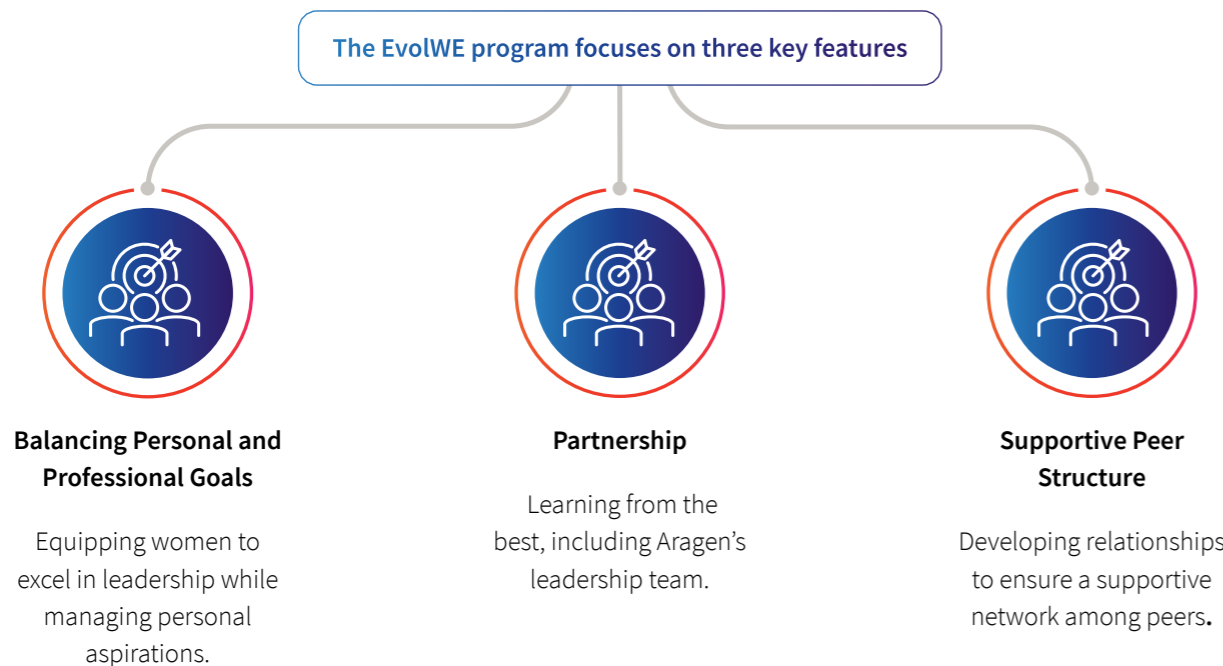 The EvolWE program focuses on three key features
Balancing Personal and
Professional Goals
Equipping women to
excel in leadership while
managing personal
aspirations.
Partnership
Learning from the
best, including Aragen’s
leadership team.
Supportive Peer
Structure
Developing relationships
to ensure a supportive
network among peers.